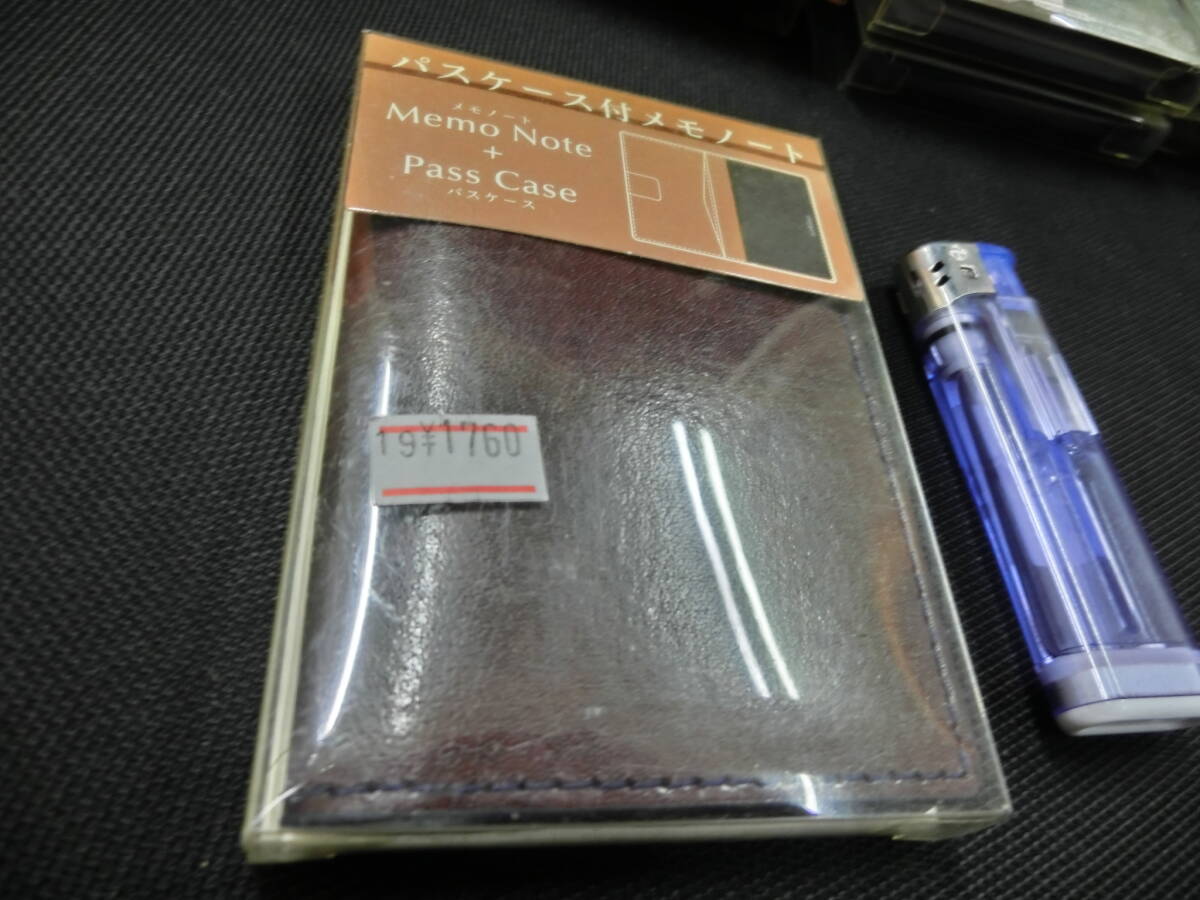 パスケース付メモノート
メモノート
Memo Note
+
Pass Case
パスケース
19¥1760